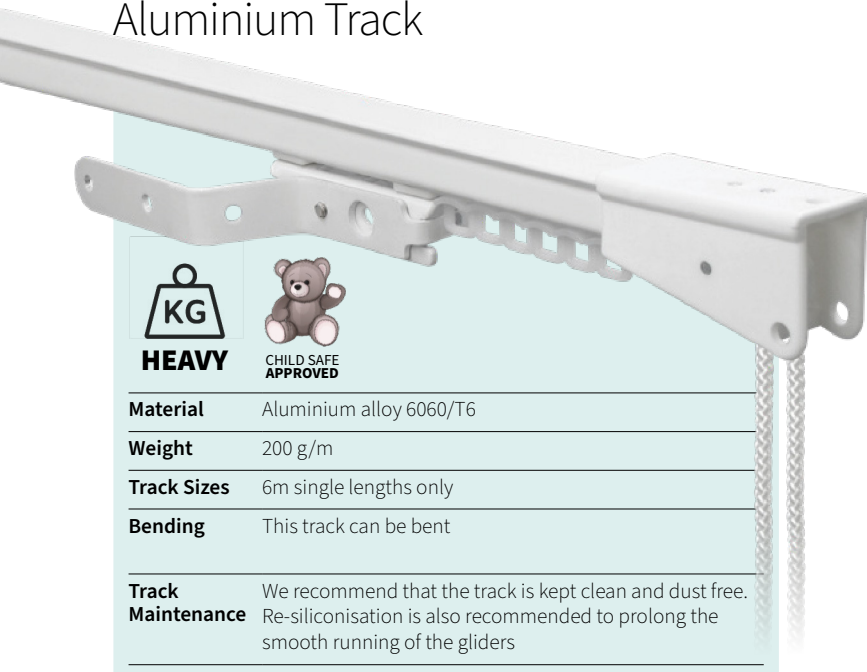 Aluminium Track
KG
HEAVY
CHILD SAFE
APPROVED
Material Aluminium alloy 6060/T6
Weight 200 g/m
Track Sizes 6m single lengths only
Bending This track can be bent
Track Maintenance We recommend that the track is kept clean and dust free.
Re-siliconisation is also recommended to prolong the
smooth running of the gliders